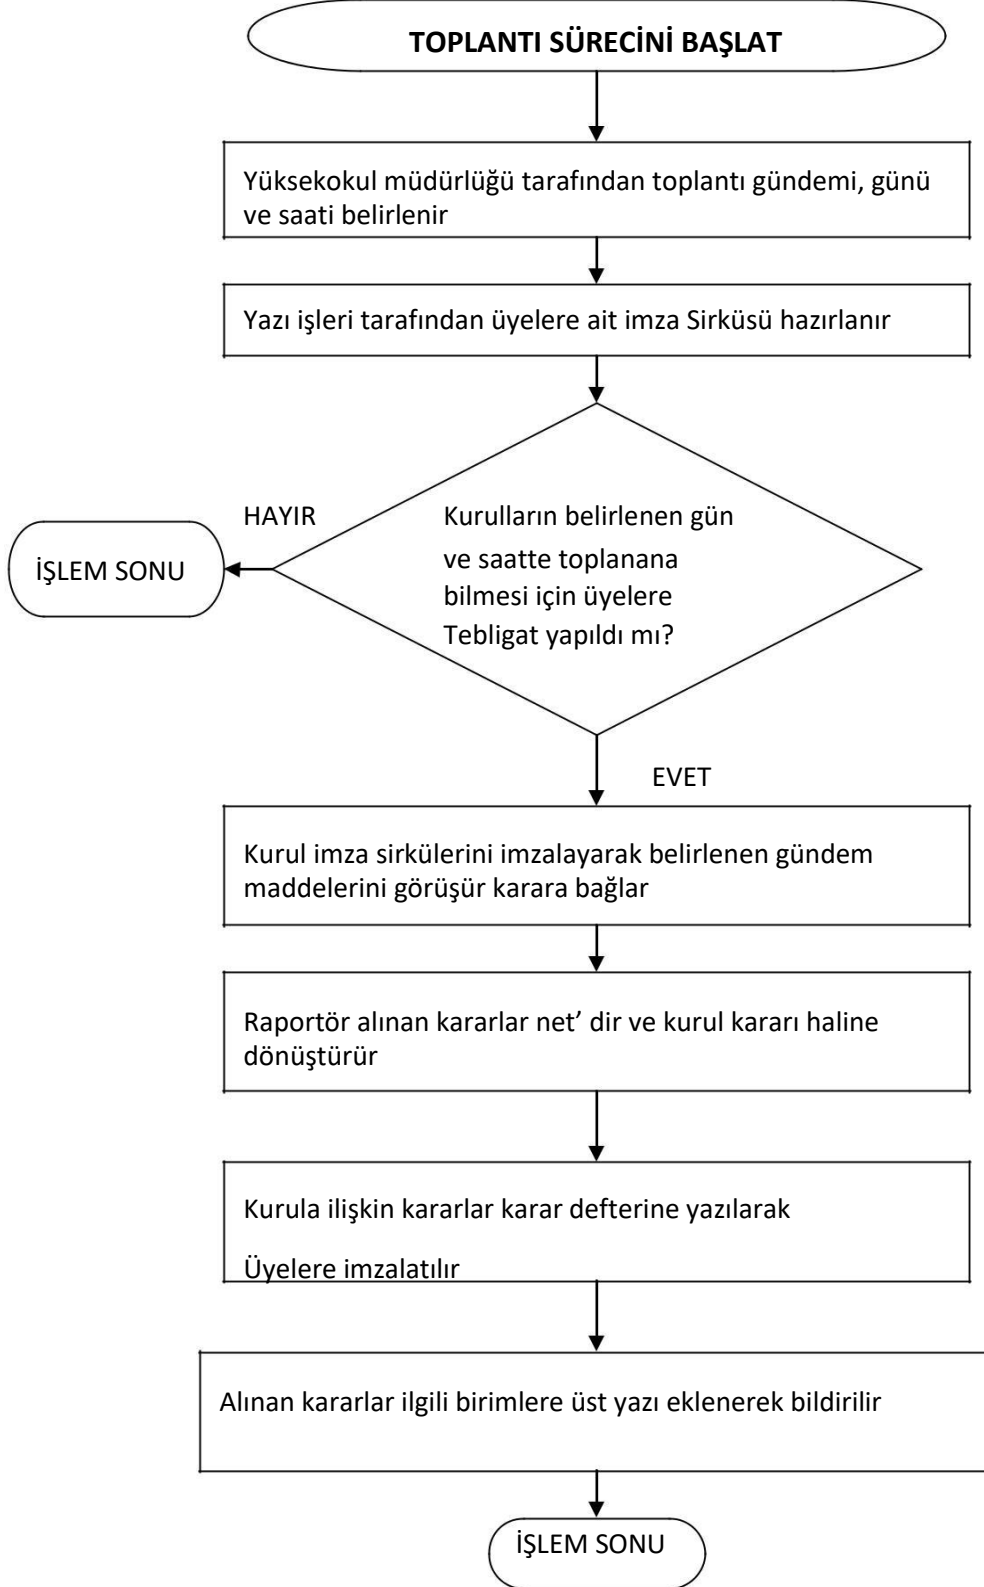 TOPLANTI SÜRECİNİ BAŞLAT
Yüksekokul müdürlüğü tarafından toplantı gündemi, günü
ve saati belirlenir
Yazı işleri tarafından üyelere ait imza Sirküsü hazırlanır
HAYIR
İŞLEM SONU
Kurulların belirlenen gün
ve saatte toplanana
bilmesi için üyelere
Tebligat yapıldı mı?
EVET
Kurul imza sirkülerini imzalayarak belirlenen gündem
maddelerini görüşür karara bağlar
Raportör alınan kararlar net’ dir ve kurul kararı haline
dönüştürür
Kurula ilişkin kararlar karar defterine yazılarak
Üyelere imzalatılır
Alınan kararlar ilgili birimlere üst yazı eklenerek bildirilir
İŞLEM SONU